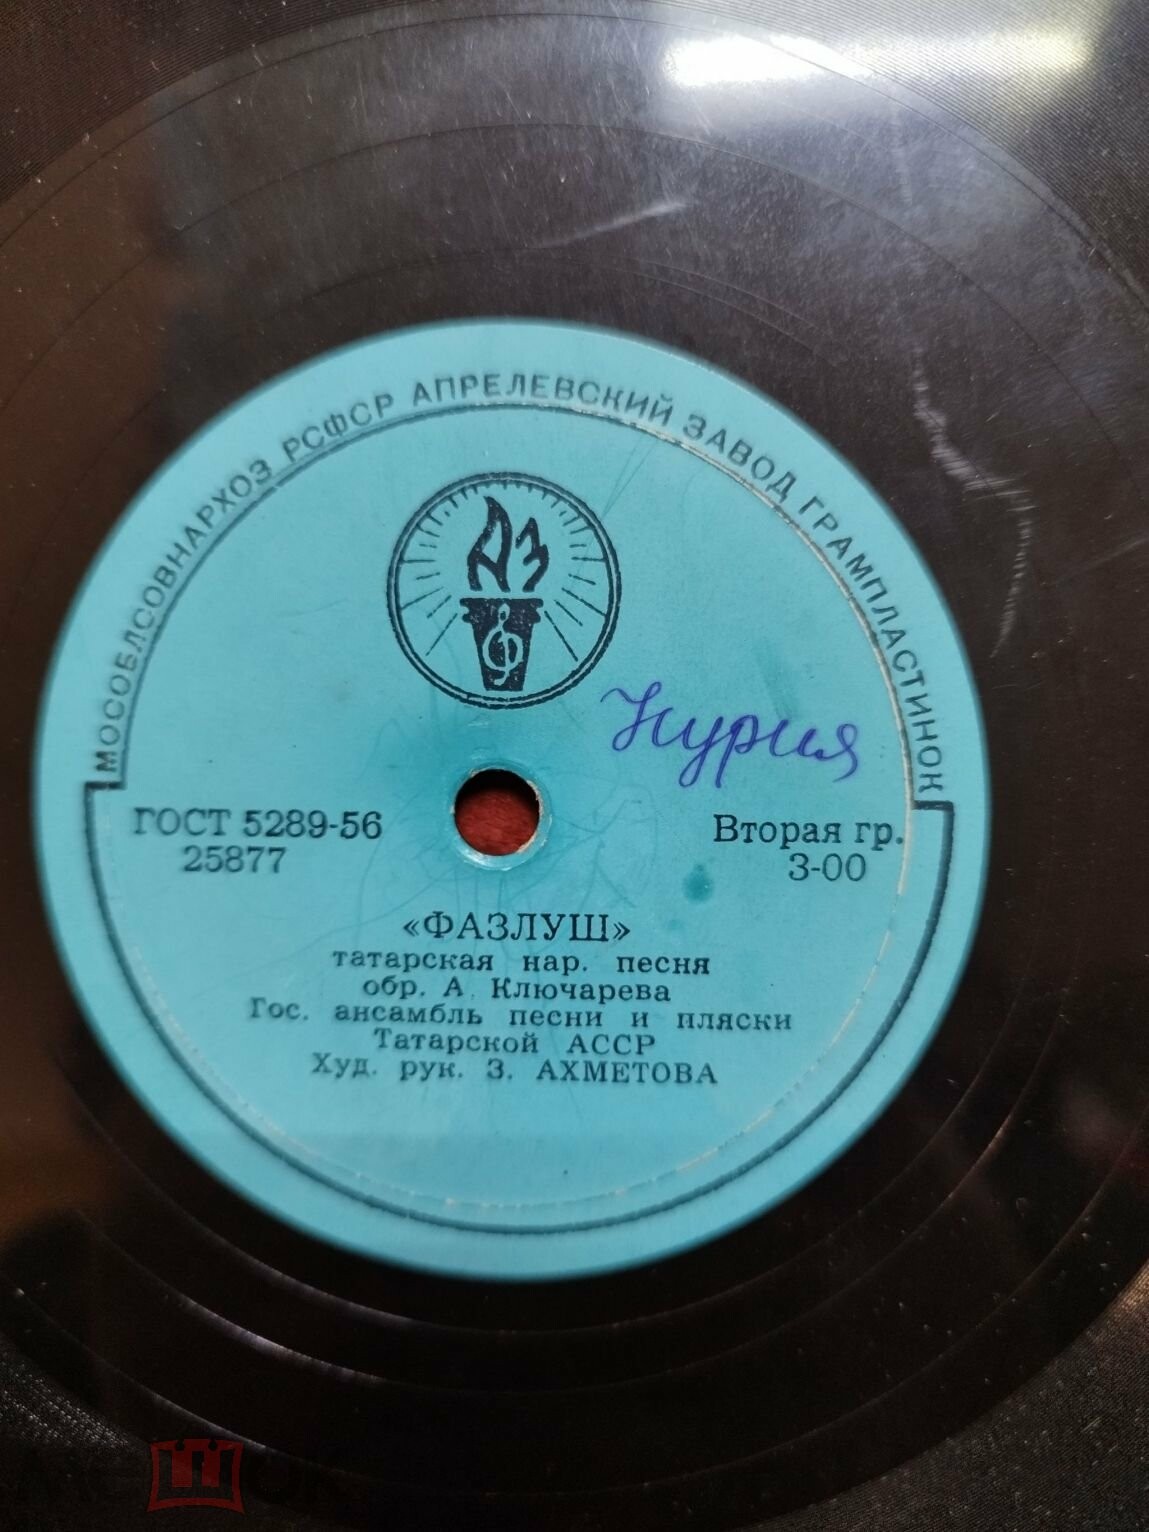 МОСОБЛСОВНАРХОЗ РСФСР АПРЕЛЕВСКИЙ ЗАВОД ГРАМПЛАСТИНОК
АЗ
Нурия
ГОСТ 5289-56
25877
Вторая гр.
3-00
«ФАЗЛУШ»
татарская нар. песня
обр. А. Ключарева
Гос. ансамбль песни и пляски
Татарской АССР
Худ. рук. З. АХМЕТОВА
мешок